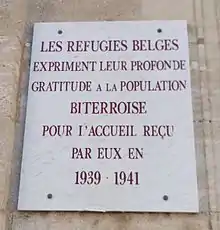 LES REFUGIES BELGES
EXPRIMENT LEUR PROFONDE
GRATITUDE A LA POPULATION
BITERROISE
POUR L'ACCUEIL REÇU
PAR EUX EN
1939 · 1941